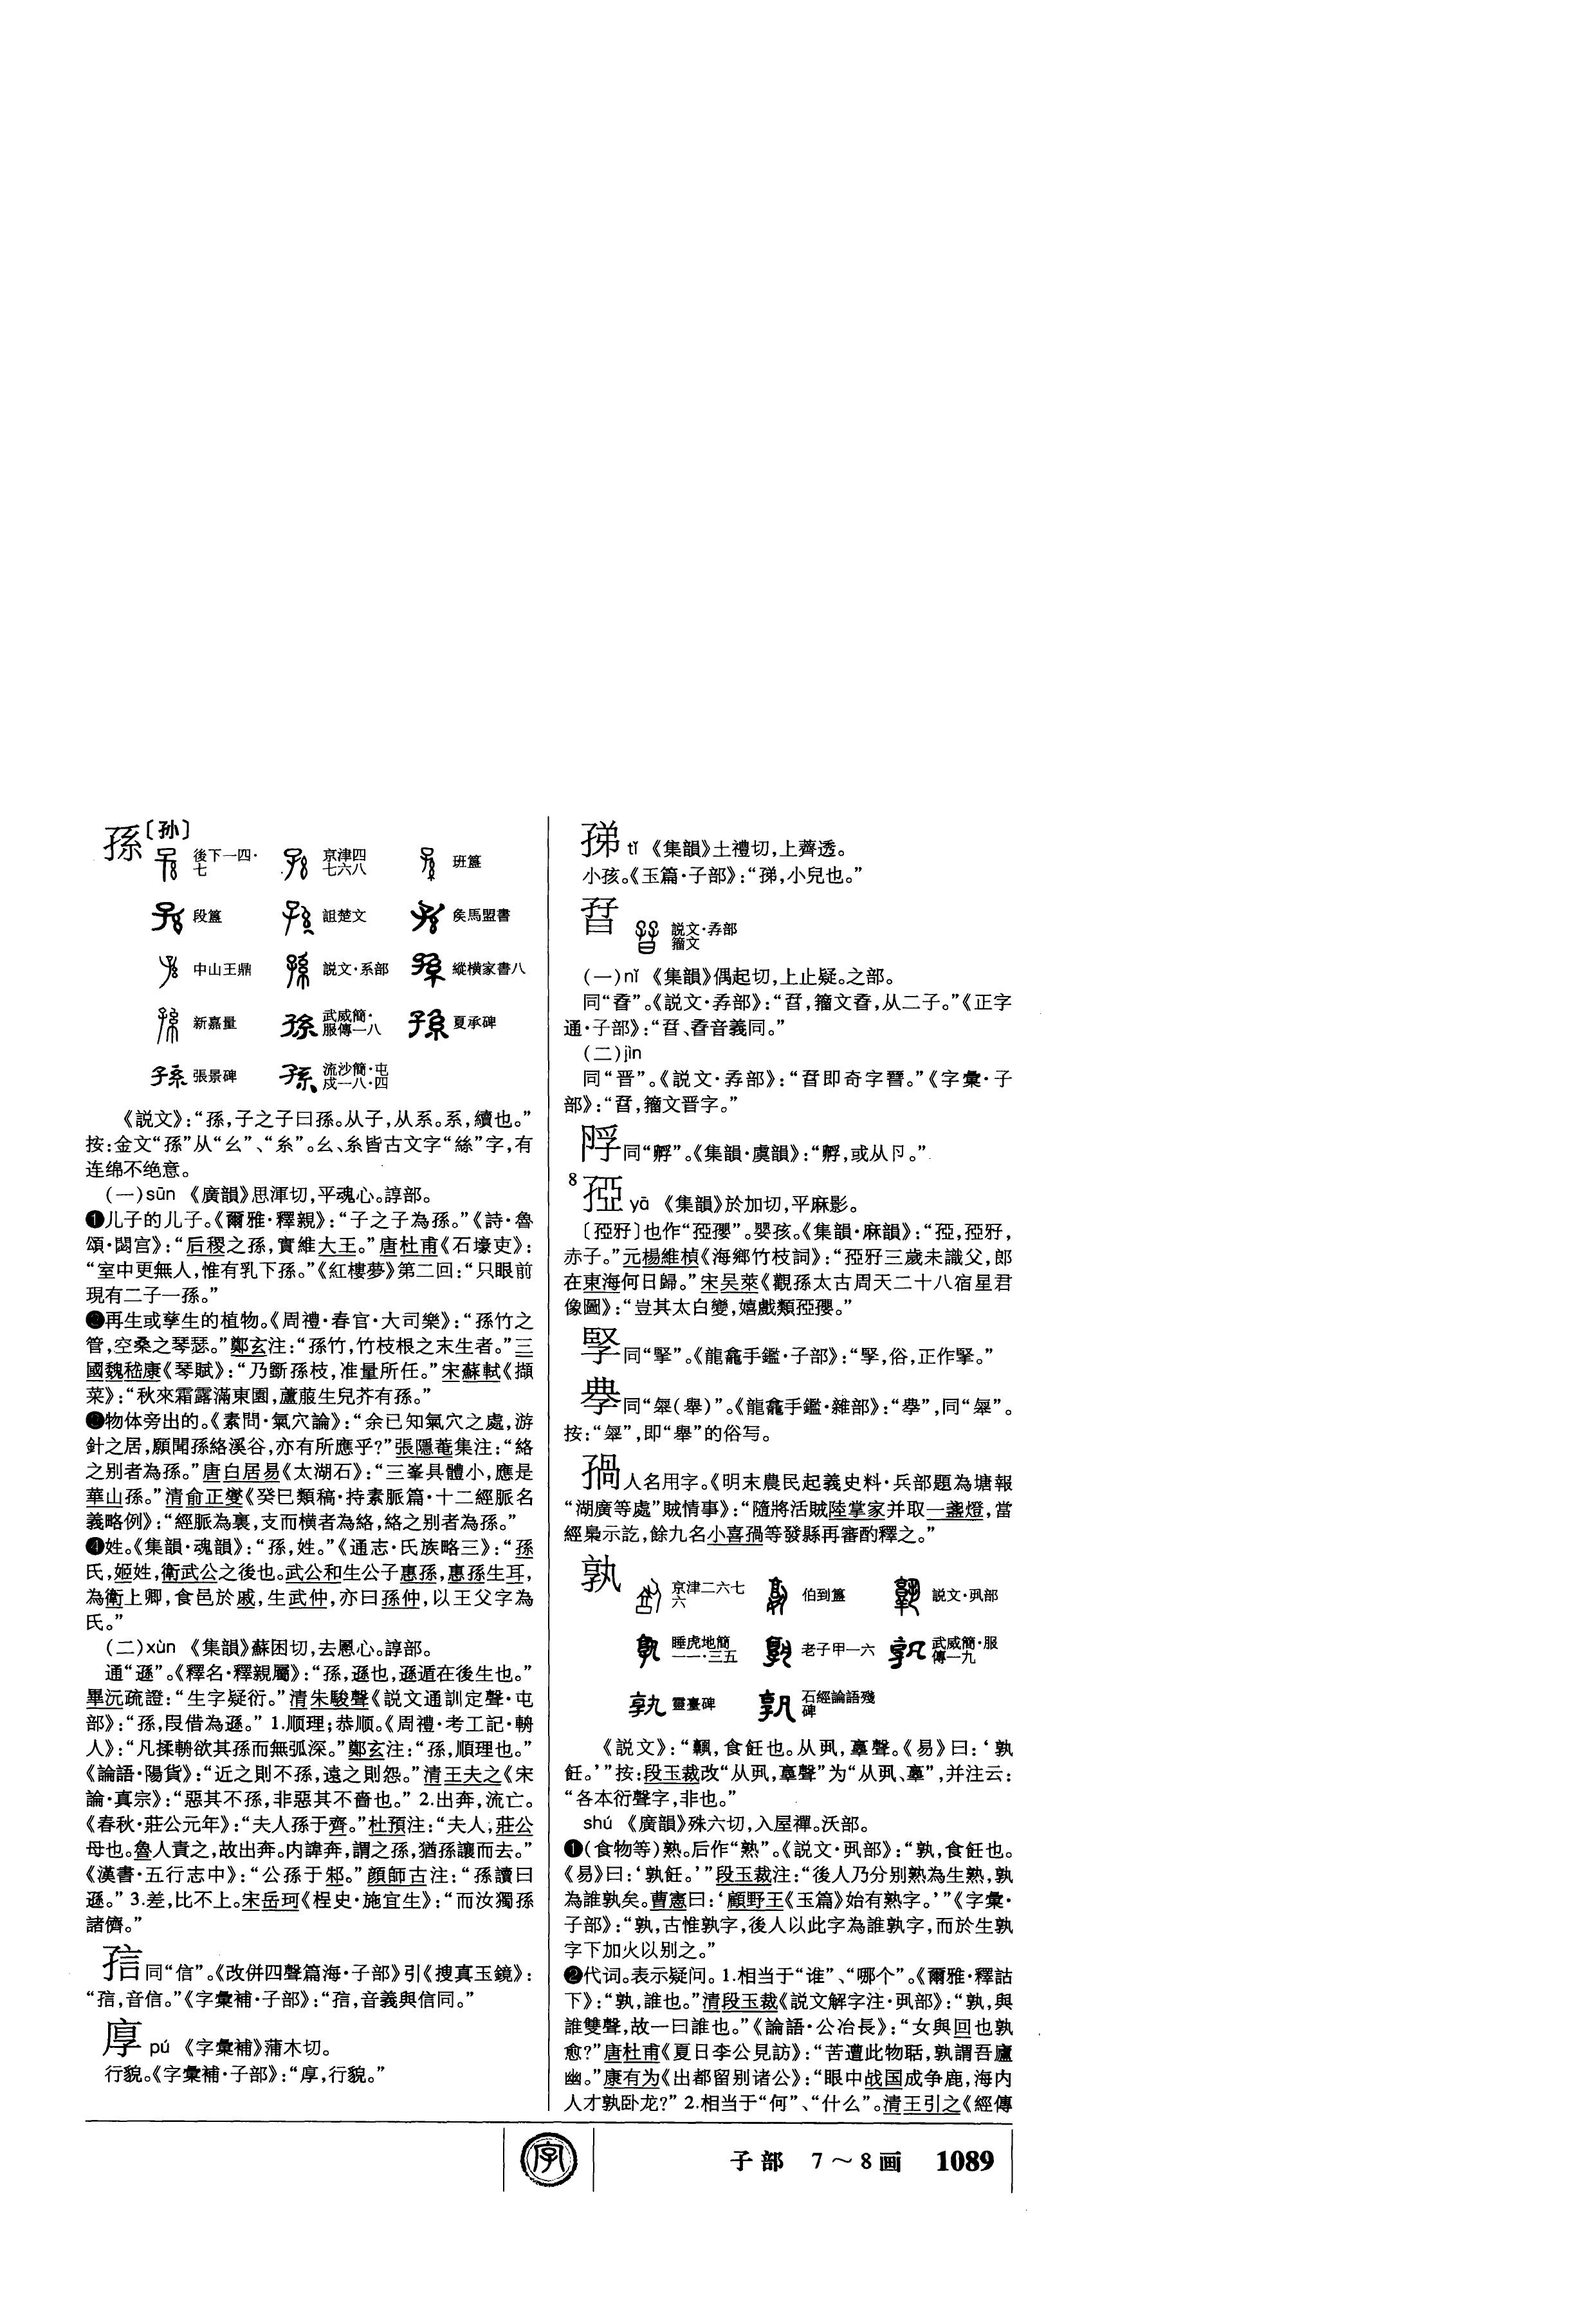 孫〔孙〕
後下一四·七
京津四七六八
班簋
段簋
詛楚文
矦馬盟書
中山王鼎
説文·系部
縱横家書八
新嘉量
武威簡·服傳一八
夏承碑
張景碑
流沙簡·屯戍一八·四
《説文》：“孫，子之子曰孫。从子，从系。系，續也。”
按：金文“孫”从“幺”、“糸”。幺、糸皆古文字“絲”字，有
连绵不绝意。
（一）sūn 《廣韻》思渾切，平魂心。諄部。
❶儿子的儿子。《爾雅·釋親》：“子之子為孫。”《詩·魯
頌·閟宫》：“后稷之孫，實維大王。”唐杜甫《石壕吏》：
“室中更無人，惟有乳下孫。”《紅樓夢》第二回：“只眼前
現有二子一孫。”
❷再生或孳生的植物。《周禮·春官·大司樂》：“孫竹之
管，空桑之琴瑟。”鄭玄注：“孫竹，竹枝根之末生者。”三
國魏嵇康《琴賦》：“乃斵孫枝，准量所任。”宋蘇軾《擷
菜》：“秋來霜露滿東園，蘆菔生兒芥有孫。”
❸物体旁出的。《素問·氣穴論》：“余已知氣穴之處，游
針之居，願聞孫絡溪谷，亦有所應乎？”張隱菴集注：“絡
之别者為孫。”唐白居易《太湖石》：“三峯具體小，應是
華山孫。”清俞正燮《癸巳類稿·持素脈篇·十二經脈名
義略例》：“經脈為裏，支而横者為絡，絡之别者為孫。”
❹姓。《集韻·魂韻》：“孫，姓。”《通志·氏族略三》：“孫
氏，姬姓，衛武公之後也。武公和生公子惠孫，惠孫生耳，
為衛上卿，食邑於戚，生武仲，亦曰孫仲，以王父字為
氏。”
（二）xùn 《集韻》蘇困切，去慁心。諄部。
通“遜”。《釋名·釋親屬》：“孫，遜也，遜遁在後生也。”
畢沅疏證：“生字疑衍。”清朱駿聲《説文通訓定聲·屯
部》：“孫，叚借為遜。” 1.顺理；恭顺。《周禮·考工記·輈
人》：“凡揉輈欲其孫而無弧深。”鄭玄注：“孫，順理也。”
《論語·陽貨》：“近之則不孫，遠之則怨。”清王夫之《宋
論·真宗》：“惡其不孫，非惡其不嗇也。” 2.出奔，流亡。
《春秋·莊公元年》：“夫人孫于齊。”杜預注：“夫人，莊公
母也。魯人責之，故出奔。内諱奔，謂之孫，猶孫讓而去。”
《漢書·五行志中》：“公孫于邾。”顔師古注：“孫讀曰
遜。” 3.差，比不上。宋岳珂《桯史·施宜生》：“而汝獨孫
諸儕。”
同“信”。《改併四聲篇海·子部》引《搜真玉鏡》：
“，音信。”《字彙補·子部》：“，音義與信同。”
pú 《字彙補》蒲木切。
行貌。《字彙補·子部》：“，行貌。”
tǐ 《集韻》土禮切，上薺透。
小孩。《玉篇·子部》：“，小兒也。”
説文·孨部籀文
（一）nǐ 《集韻》偶起切，上止疑。之部。
同“孴”。《説文·孨部》：“，籀文孴，从二子。”《正字
通·子部》：“、孴音義同。”
（二）jìn
同“晋”。《説文·孨部》：“即奇字㬜。”《字彙·子
部》：“，籀文晋字。”
同“孵”。《集韻·虞韻》：“孵，或从卪。”
8
孲 yā 《集韻》於加切，平麻影。
〔孲㜿〕也作“孲孾”。婴孩。《集韻·麻韻》：“孲，孲㜿，
赤子。”元楊維楨《海鄉竹枝詞》：“孲㜿三歲未識父，郎
在東海何日歸。”宋吴萊《觀孫太古周天二十八宿星君
像圖》：“豈其太白變，嬉戲類孲孾。”
同“掔”。《龍龕手鑑·子部》：“，俗，正作掔。”
同“（舉）”。《龍龕手鑑·雜部》：“”，同“”。
按：“”，即“舉”的俗写。
人名用字。《明末農民起義史料·兵部題為塘報
“湖廣等處”賊情事》：“隨將活賊陸掌家并取一盞燈，當
經梟示訖，餘九名小喜等發縣再審酌釋之。”
孰
京津二六七六
伯到簋
説文·丮部
睡虎地簡一一·三五
老子甲一六
武威簡·服傳一九
靈臺碑
石經論語殘碑
《説文》：“，食飪也。从丮，𦎫聲。《易》曰：‘孰
飪。’”按：段玉裁改“从丮，𦎫聲”为“从丮、𦎫”，并注云：
“各本衍聲字，非也。”
shú 《廣韻》殊六切，入屋禪。沃部。
❶（食物等）熟。后作“熟”。《説文·丮部》：“孰，食飪也。
《易》曰：‘孰飪。’”段玉裁注：“後人乃分别熟為生熟，孰
為誰孰矣。曹憲曰：‘顧野王《玉篇》始有熟字。’”《字彙·
子部》：“孰，古惟孰字，後人以此字為誰孰字，而於生孰
字下加火以别之。”
❷代词。表示疑问。1.相当于“谁”、“哪个”。《爾雅·釋詁
下》：“孰，誰也。”清段玉裁《説文解字注·丮部》：“孰，與
誰雙聲，故一曰誰也。”《論語·公冶長》：“女與回也孰
愈？”唐杜甫《夏日李公見訪》：“苦遭此物聒，孰謂吾廬
幽。”康有为《出都留别诸公》：“眼中战国成争鹿，海内
人才孰卧龙？” 2.相当于“何”、“什么”。清王引之《經傳
子部 7～8画 1089